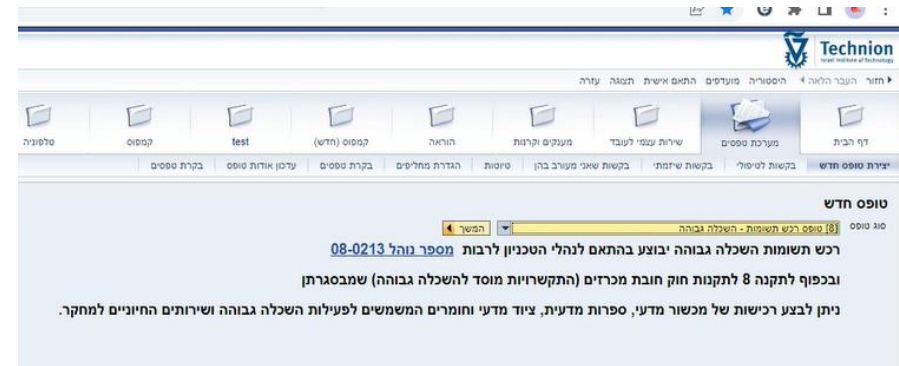 Technion
Israel Institute of Technology
חזור העבר הלאה היסטוריה מועדפים התאם אישית תצוגה עזרה
דף הבית מערכת טפסים שירות עצמי לעובד מענקים וקרנות הוראה קמפוס (חדש) test קמפוס טלפוניה
יצירת טופס חדש בקשות לטיפולי בקשות שיזמתי בקשות שאני מעורב בהן טיוטות הגדרת מחליפים בקרת טפסים עדכון אודות טופס בקרת טפסים
טופס חדש
סוג טופס [8] טופס רכש תשומות - השכלה גבוהה המשך
רכש תשומות השכלה גבוהה יבוצע בהתאם לנהלי הטכניון לרבות מספר נוהל 08-0213
ובכפוף לתקנה 8 לתקנות חוק חובת מכרזים (התקשרויות מוסד להשכלה גבוהה) שמבסגרתן
ניתן לבצע רכישות של מכשור מדעי, ספרות מדעית, ציוד מדעי וחומרים המשמשים לפעילות השכלה גבוהה ושירותים החיוניים למחקר.